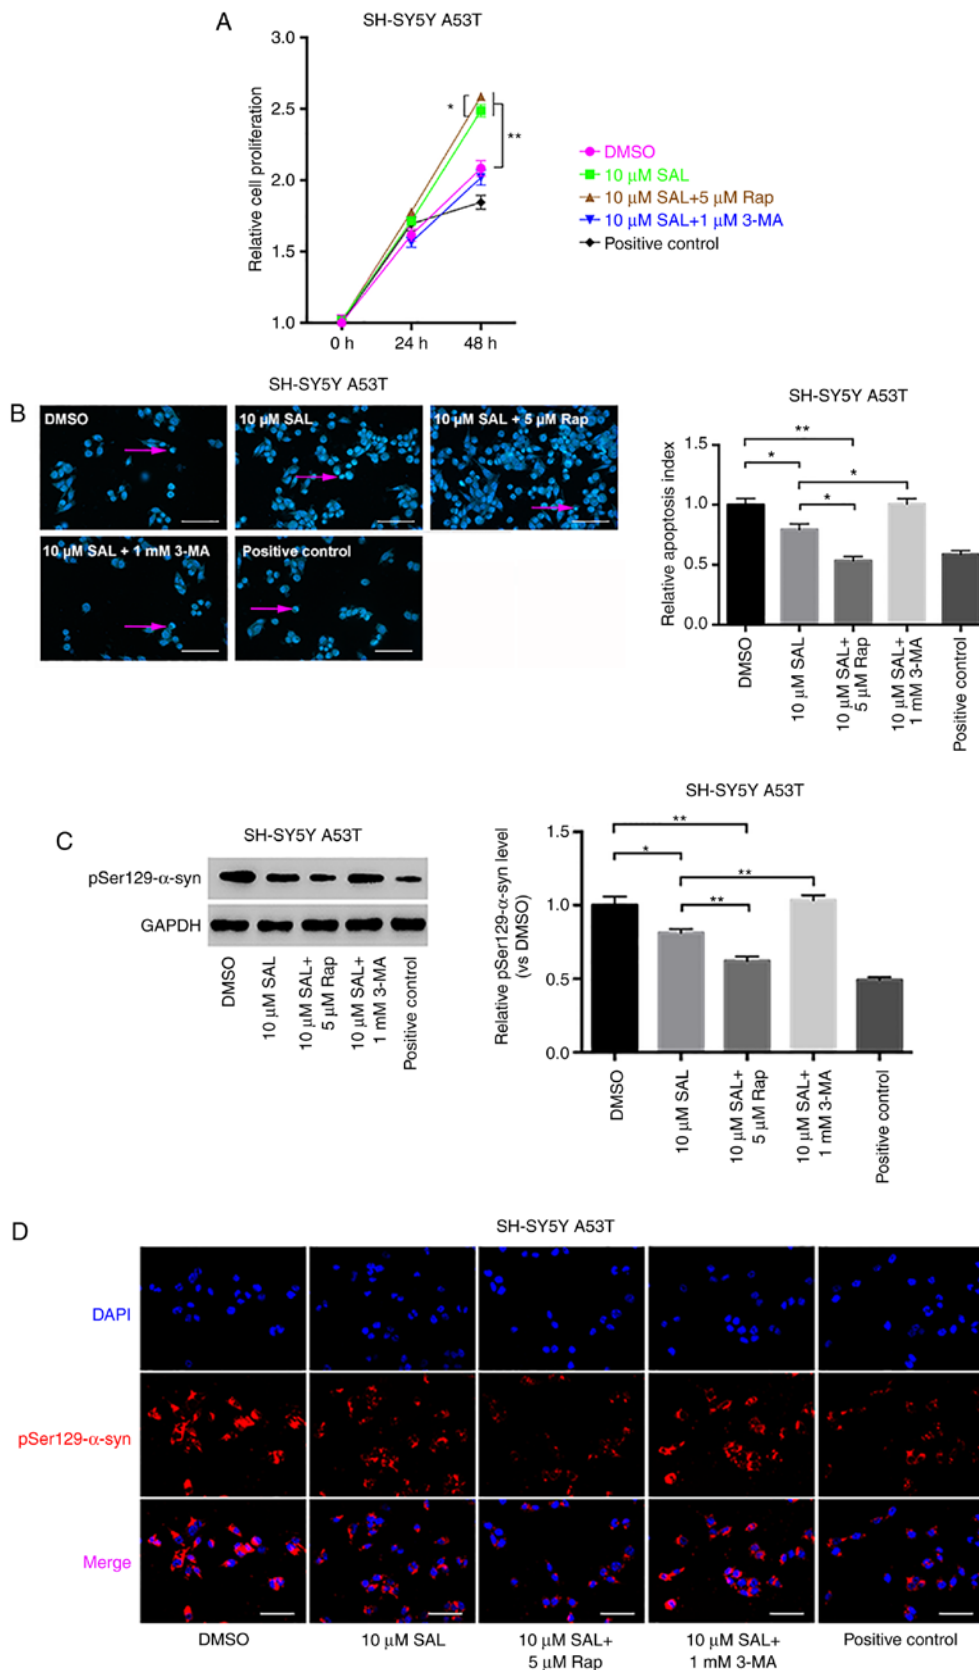 A
SH-SY5Y A53T
Relative cell proliferation
3.0
2.5
2.0
1.5
1.0
0 h
24 h
48 h
*
**
DMSO
10 μM SAL
10 μM SAL+5 μM Rap
10 μM SAL+1 μM 3-MA
Positive control
B
SH-SY5Y A53T
DMSO
10 μM SAL
10 μM SAL + 5 μM Rap
10 μM SAL + 1 mM 3-MA
Positive control
SH-SY5Y A53T
Relative apoptosis index
1.5
1.0
0.5
0.0
**
*
*
*
DMSO
10 μM SAL
10 μM SAL+
5 μM Rap
10 μM SAL+
1 mM 3-MA
Positive control
C
SH-SY5Y A53T
pSer129-α-syn
GAPDH
DMSO
10 μM SAL
10 μM SAL+
5 μM Rap
10 μM SAL+
1 mM 3-MA
Positive control
SH-SY5Y A53T
Relative pSer129-α-syn level
(vs DMSO)
1.5
1.0
0.5
0.0
**
*
**
**
DMSO
10 μM SAL
10 μM SAL+
5 μM Rap
10 μM SAL+
1 mM 3-MA
Positive control
D
SH-SY5Y A53T
DAPI
pSer129-α-syn
Merge
DMSO
10 μM SAL
10 μM SAL+
5 μM Rap
10 μM SAL+
1 mM 3-MA
Positive control